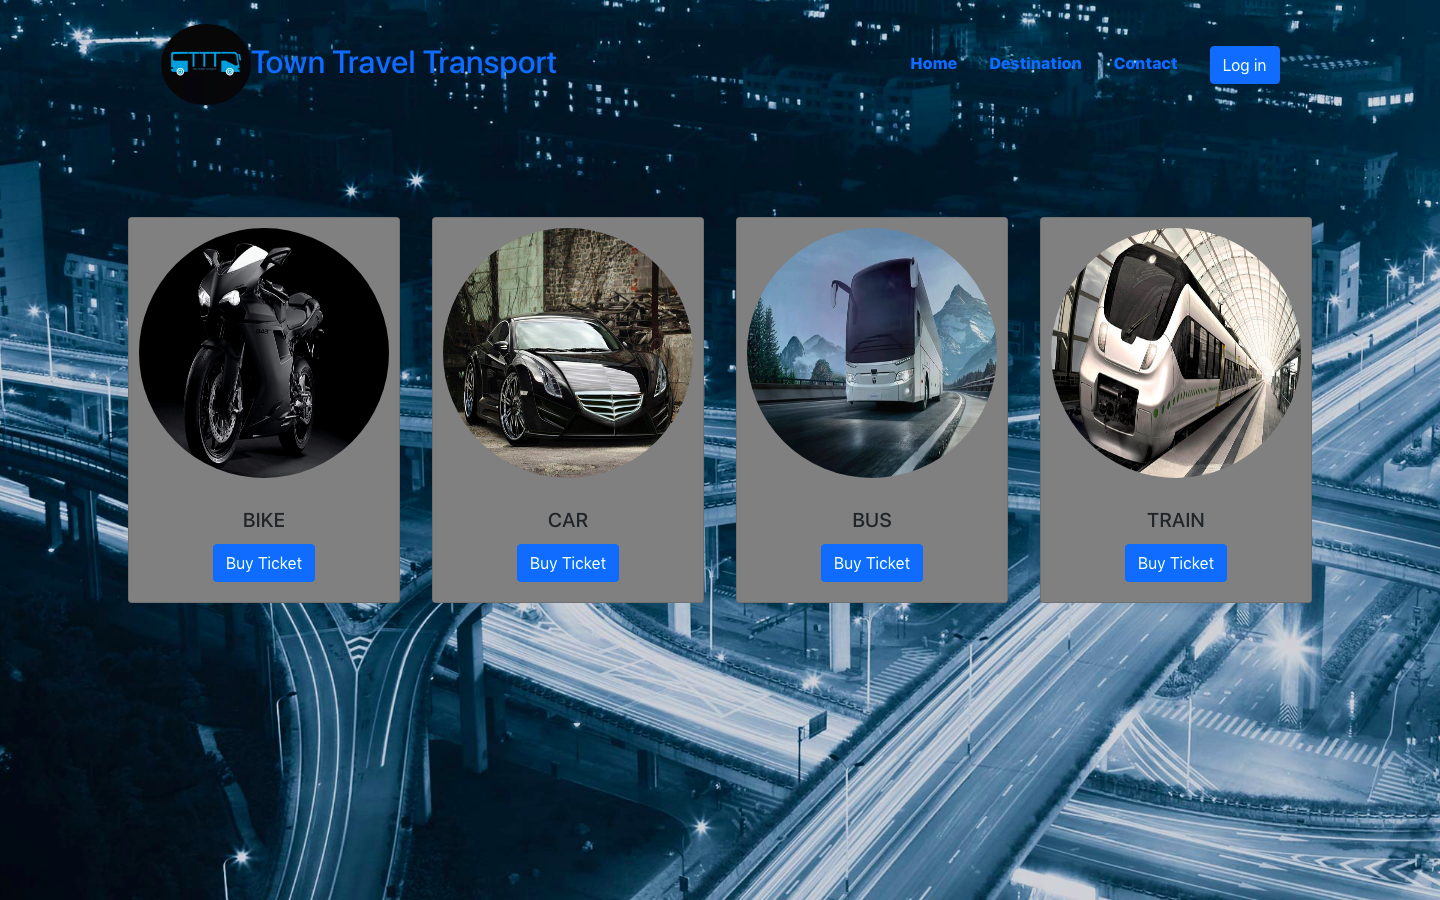 Town Travel Transport
Home
Destination
Contact
Log in
BIKE
Buy Ticket
CAR
Buy Ticket
BUS
Buy Ticket
TRAIN
Buy Ticket